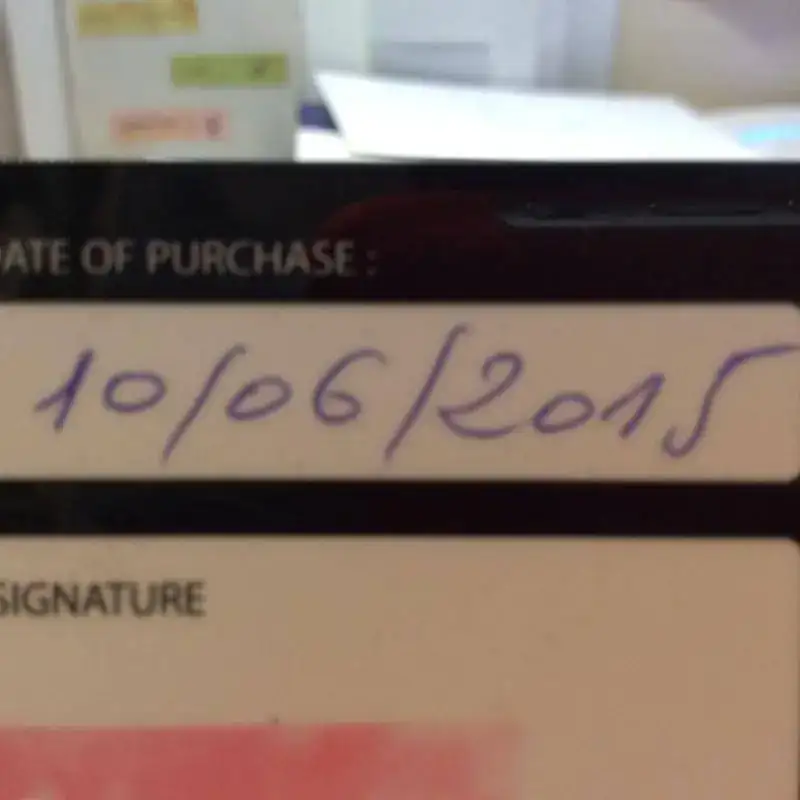 DATE OF PURCHASE :
10/06/2015
SIGNATURE